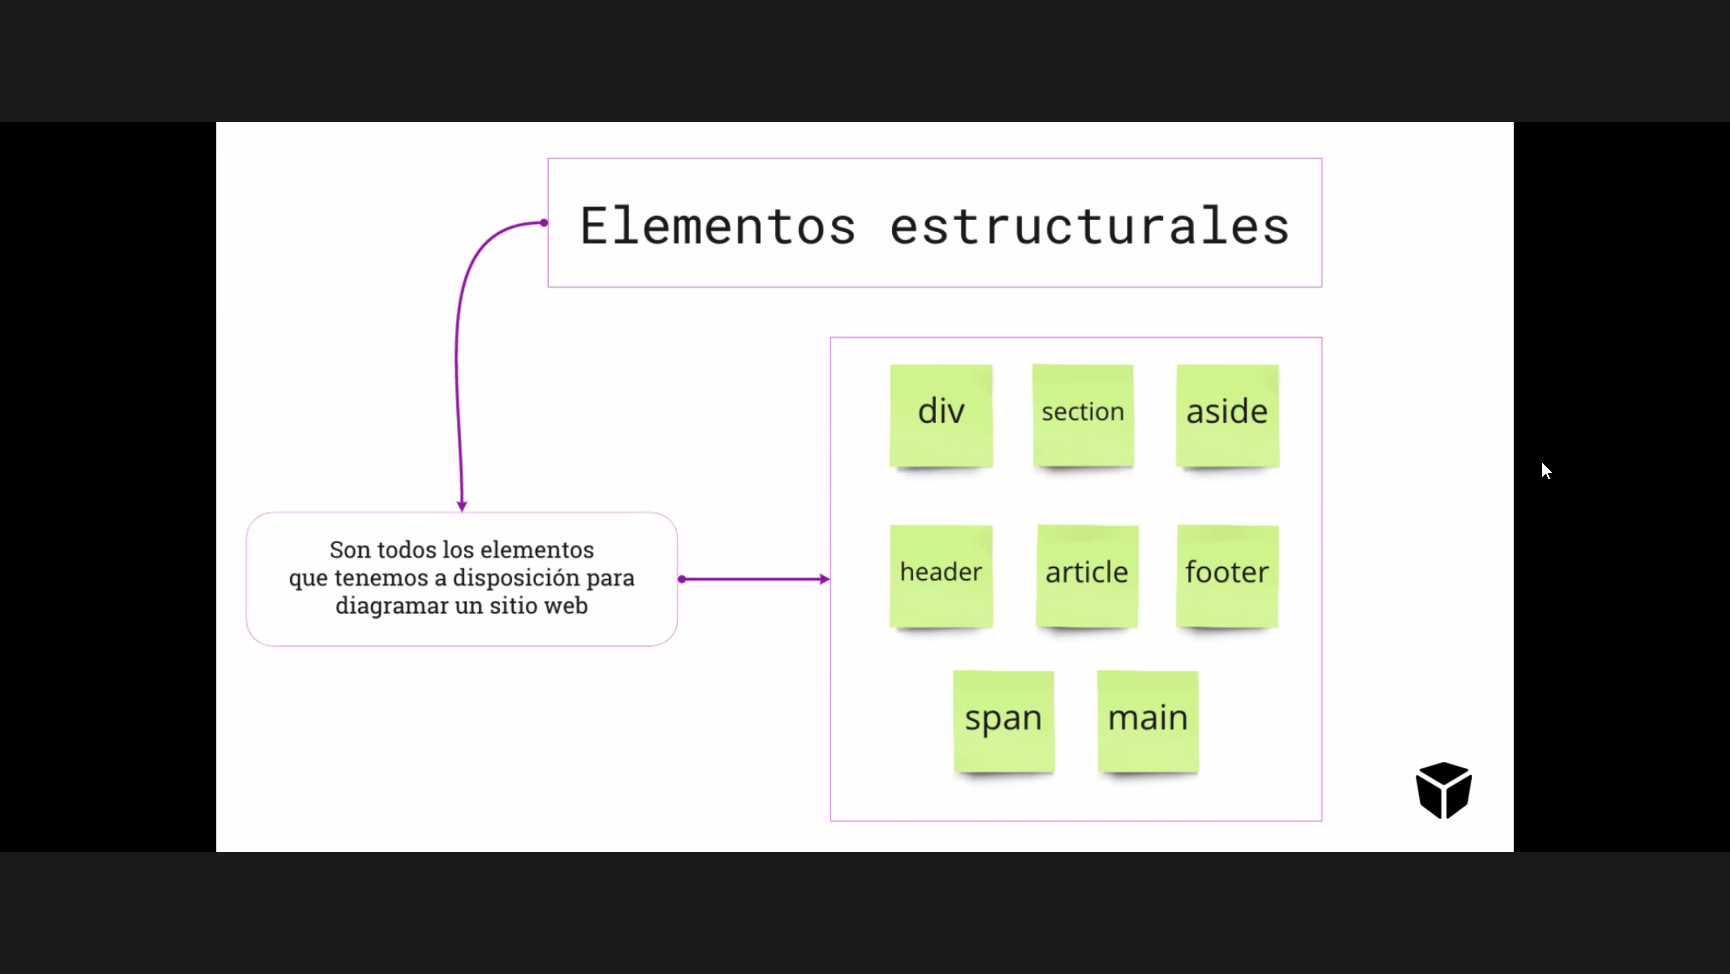 Elementos estructurales
div
section
aside
Son todos los elementos
que tenemos a disposición para
diagramar un sitio web
header
article
footer
span
main